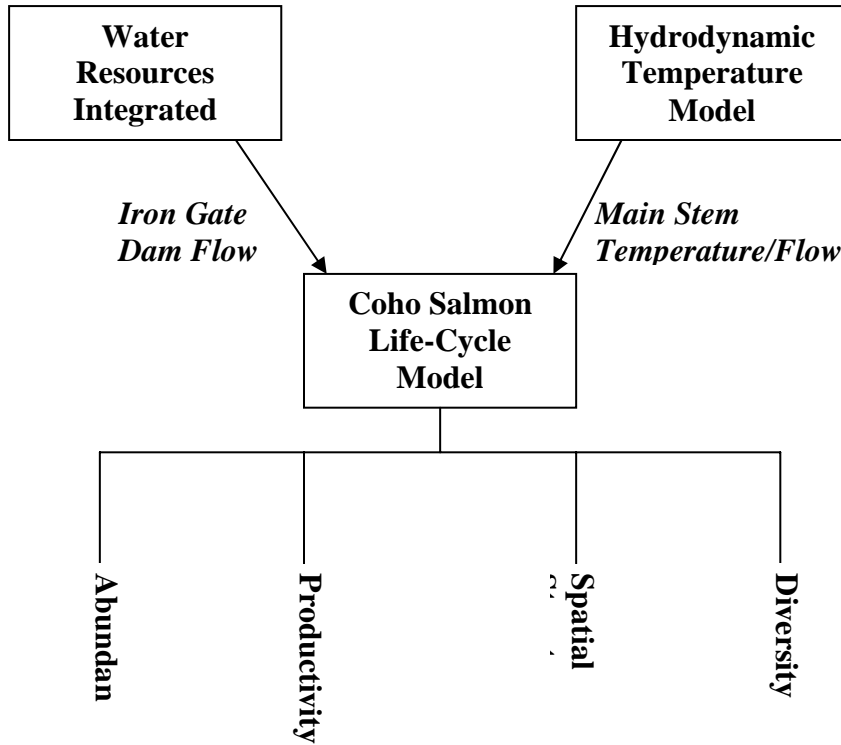 Water
Resources
Integrated
Hydrodynamic
Temperature
Model
Iron Gate
Dam Flow
Main Stem
Temperature/Flow
Coho Salmon
Life-Cycle
Model
Abundan
Productivity
Spatial
Diversity